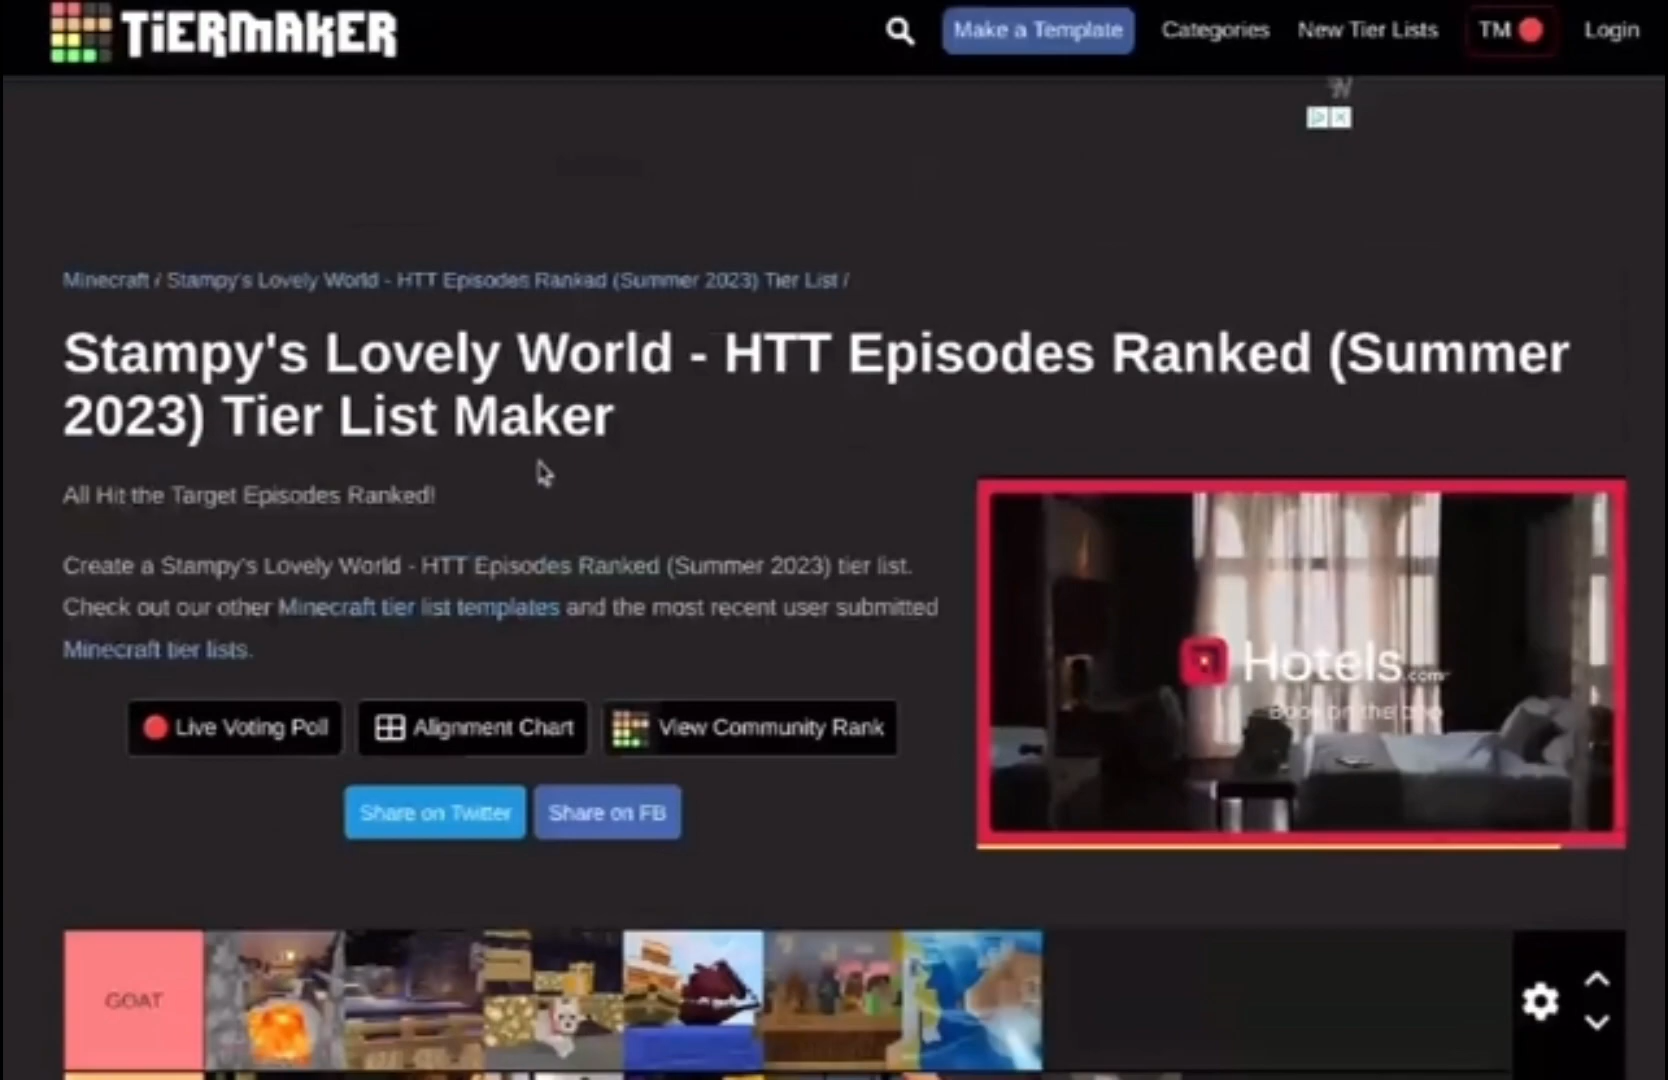 TiERMAKER
Make a Template
Categories
New Tier Lists
TM
Login
Minecraft / Stampy's Lovely World - HTT Episodes Ranked (Summer 2023) Tier List /
Stampy's Lovely World - HTT Episodes Ranked (Summer
2023) Tier List Maker
All Hit the Target Episodes Ranked!
Create a Stampy's Lovely World - HTT Episodes Ranked (Summer 2023) tier list.
Check out our other Minecraft tier list templates and the most recent user submitted
Minecraft tier lists.
Hotels.com
Book on the app
Live Voting Poll
Alignment Chart
View Community Rank
Share on Twitter
Share on FB
GOAT